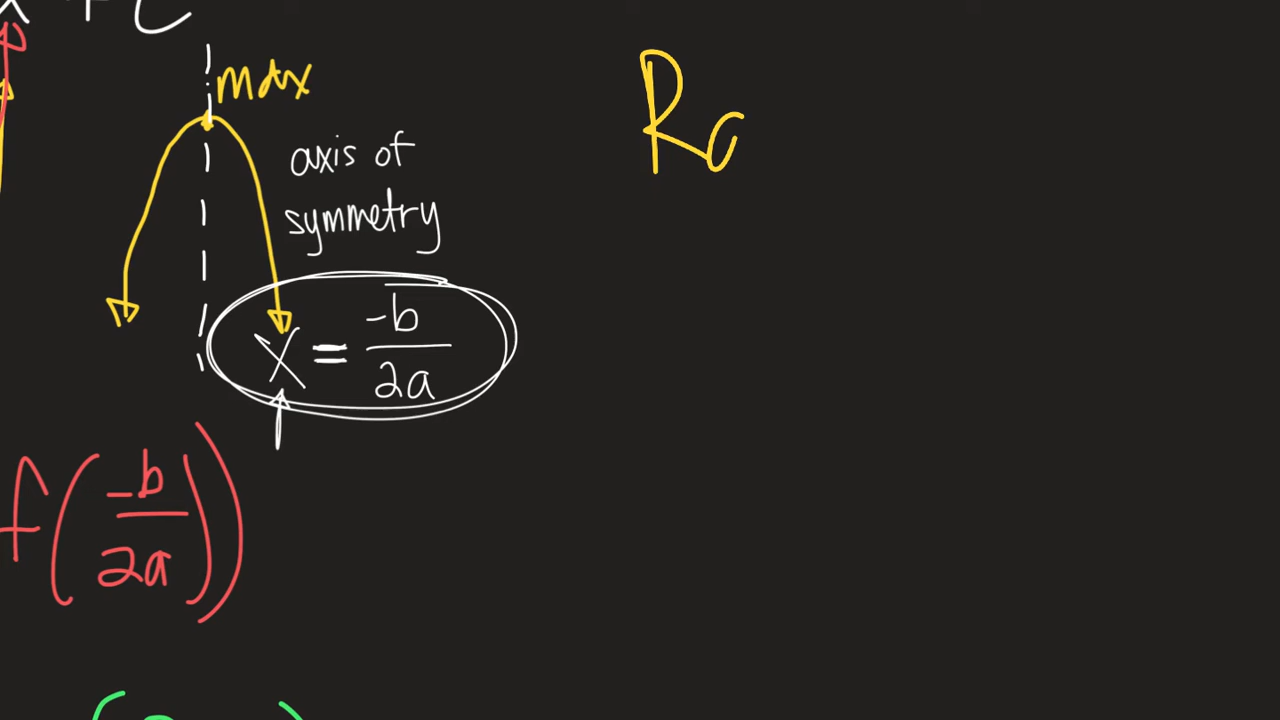 + C
max
axis of
symmetry
x = -b/2a
f(-b/2a))
R